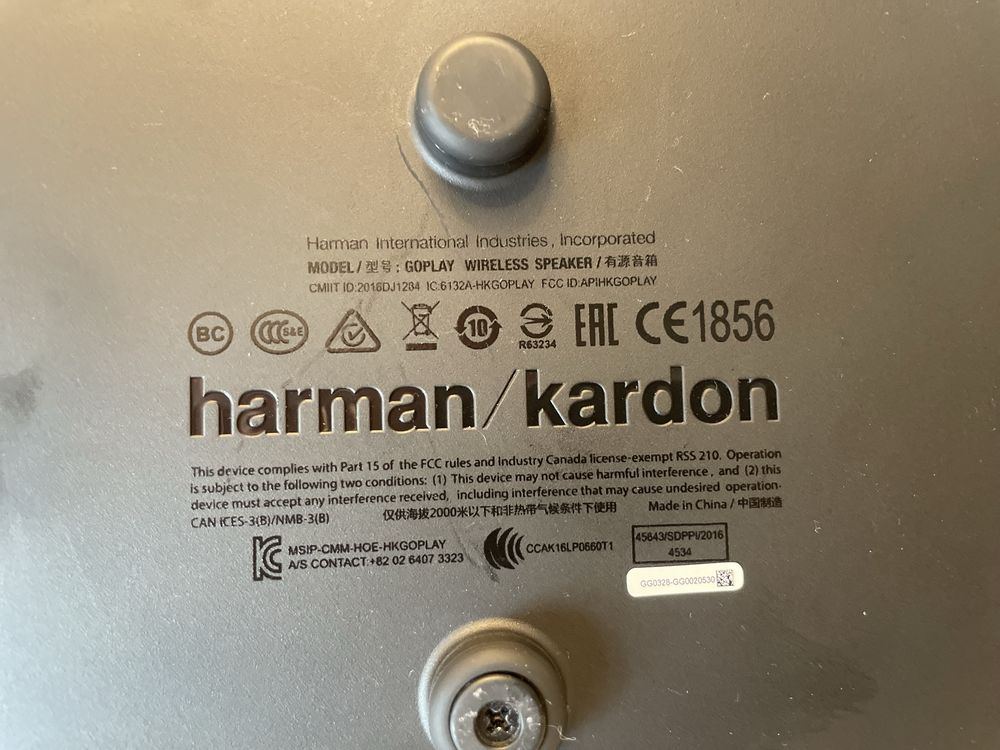 Harman International Industries, Incorporated
MODEL / 型号 : GOPLAY WIRELESS SPEAKER / 有源音箱
CMIIT ID:2016DJ1284 IC:6132A-HKGOPLAY FCC ID:APIHKGOPLAY
BC CCC S&E 10 R63234 EAC CE1856
harman/kardon
This device complies with Part 15 of the FCC rules and Industry Canada license-exempt RSS 210. Operation
is subject to the following two conditions: (1) This device may not cause harmful interference, and (2) this
device must accept any interference received, including interference that may cause undesired operation.
CAN ICES-3(B)/NMB-3(B) 仅供海拔2000米以下和非热带气候条件下使用 Made in China / 中国制造
MSIP-CMM-HOE-HKGOPLAY
A/S CONTACT:+82 02 6407 3323
CCAK16LP0660T1
45643/SDPPI/2016
4534
GG0328-GG0020530